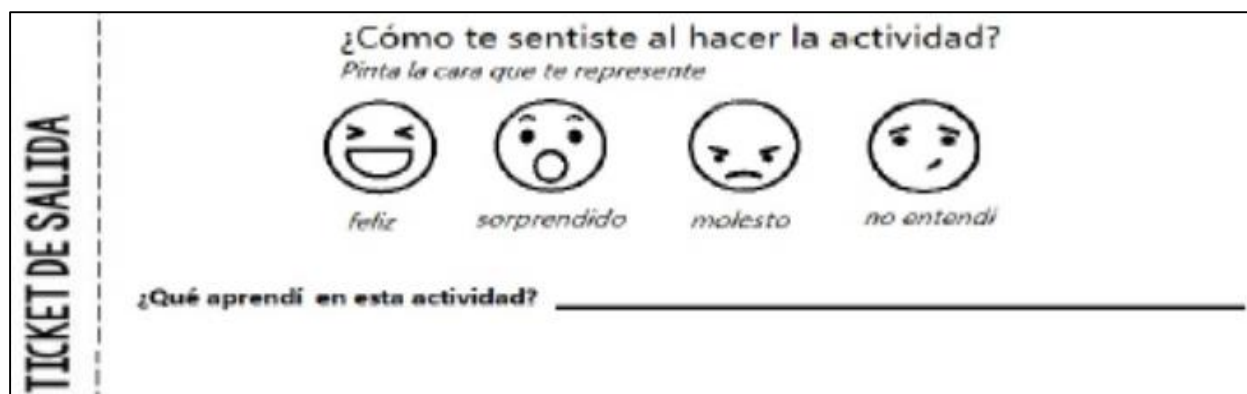 TICKET DE SALIDA
¿Cómo te sentiste al hacer la actividad?
Pinta la cara que te represente
feliz sorprendido molesto no entendí
¿Qué aprendí en esta actividad?